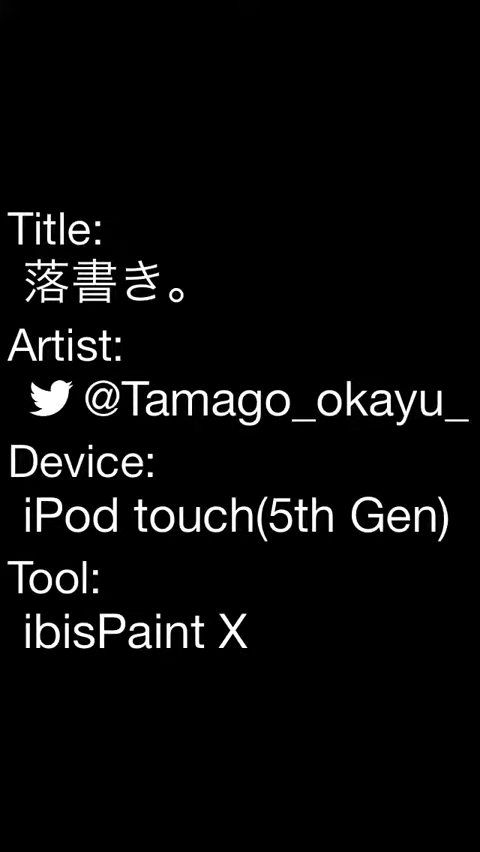 Title:
落書き。
Artist:
@Tamago_okayu_
Device:
iPod touch(5th Gen)
Tool:
ibisPaint X